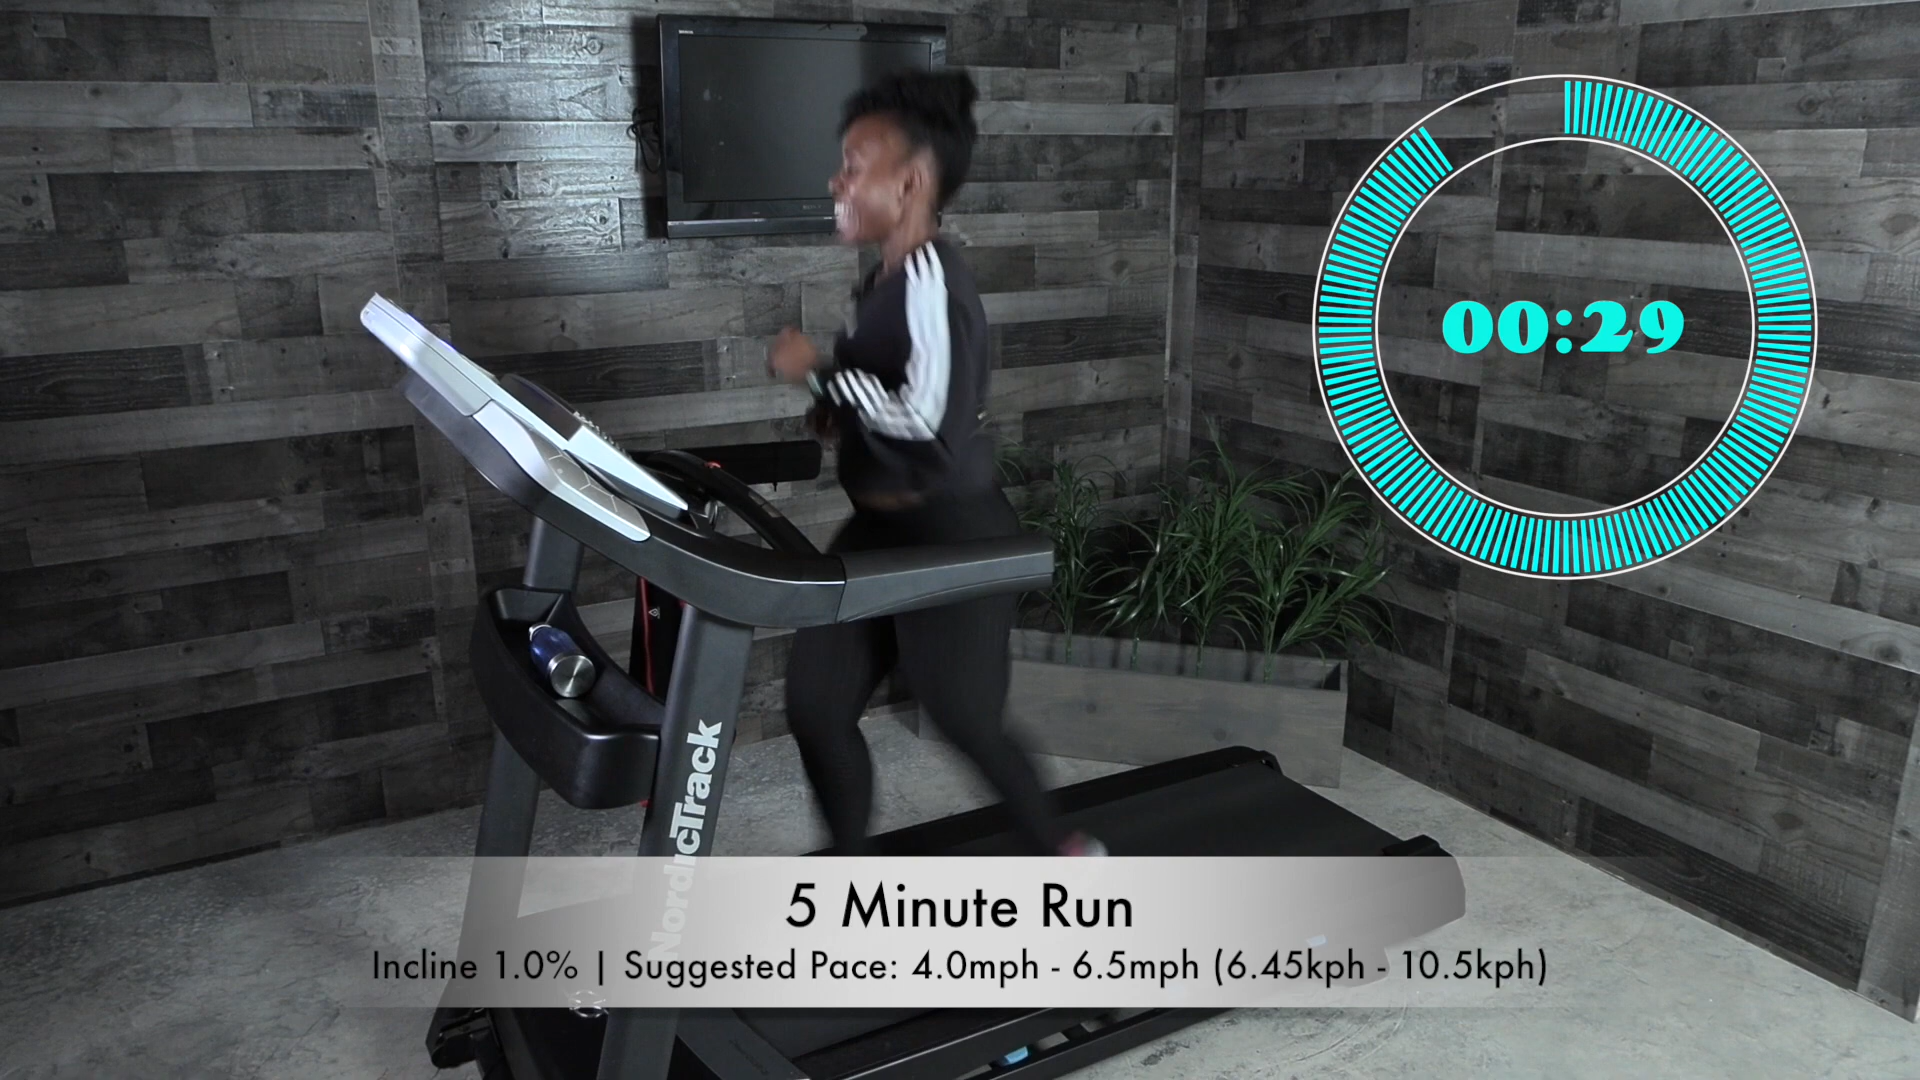 00:29
NordicTrack
5 Minute Run
Incline 1.0% | Suggested Pace: 4.0mph - 6.5mph (6.45kph - 10.5kph)